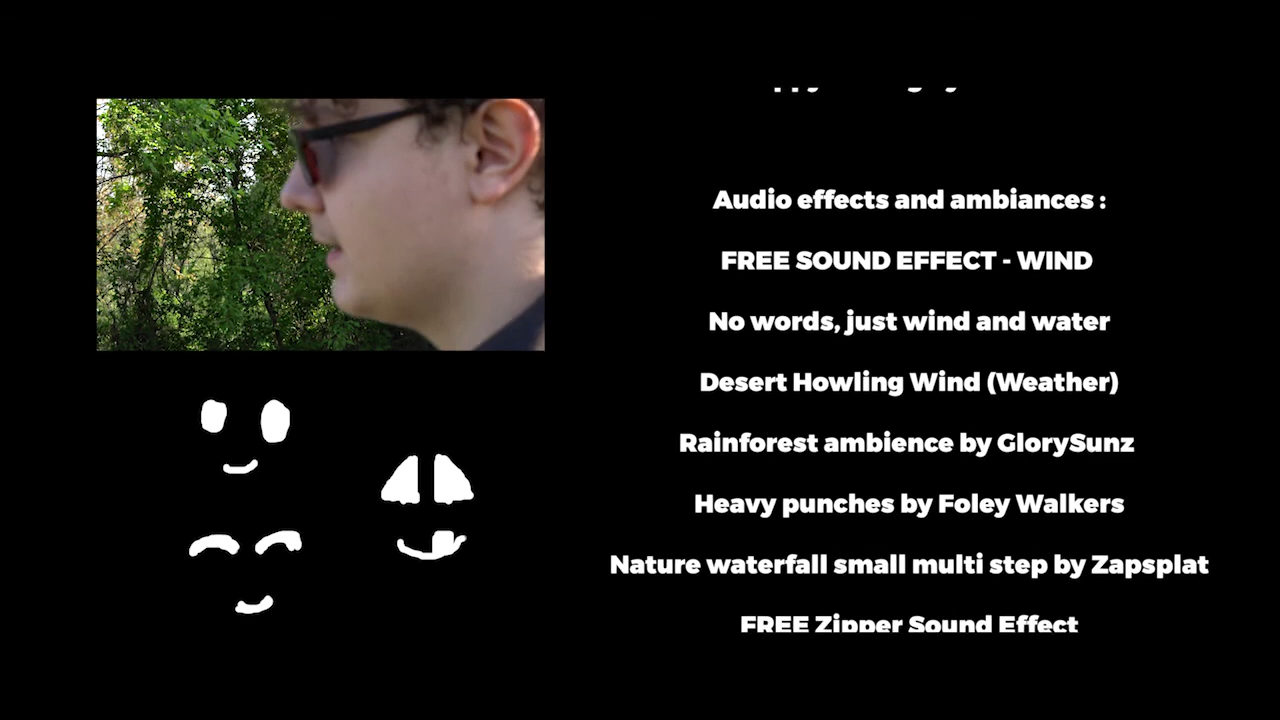 Audio effects and ambiances :
FREE SOUND EFFECT - WIND
No words, just wind and water
Desert Howling Wind (Weather)
Rainforest ambience by GlorySunz
Heavy punches by Foley Walkers
Nature waterfall small multi step by Zapsplat
FREE Zipper Sound Effect